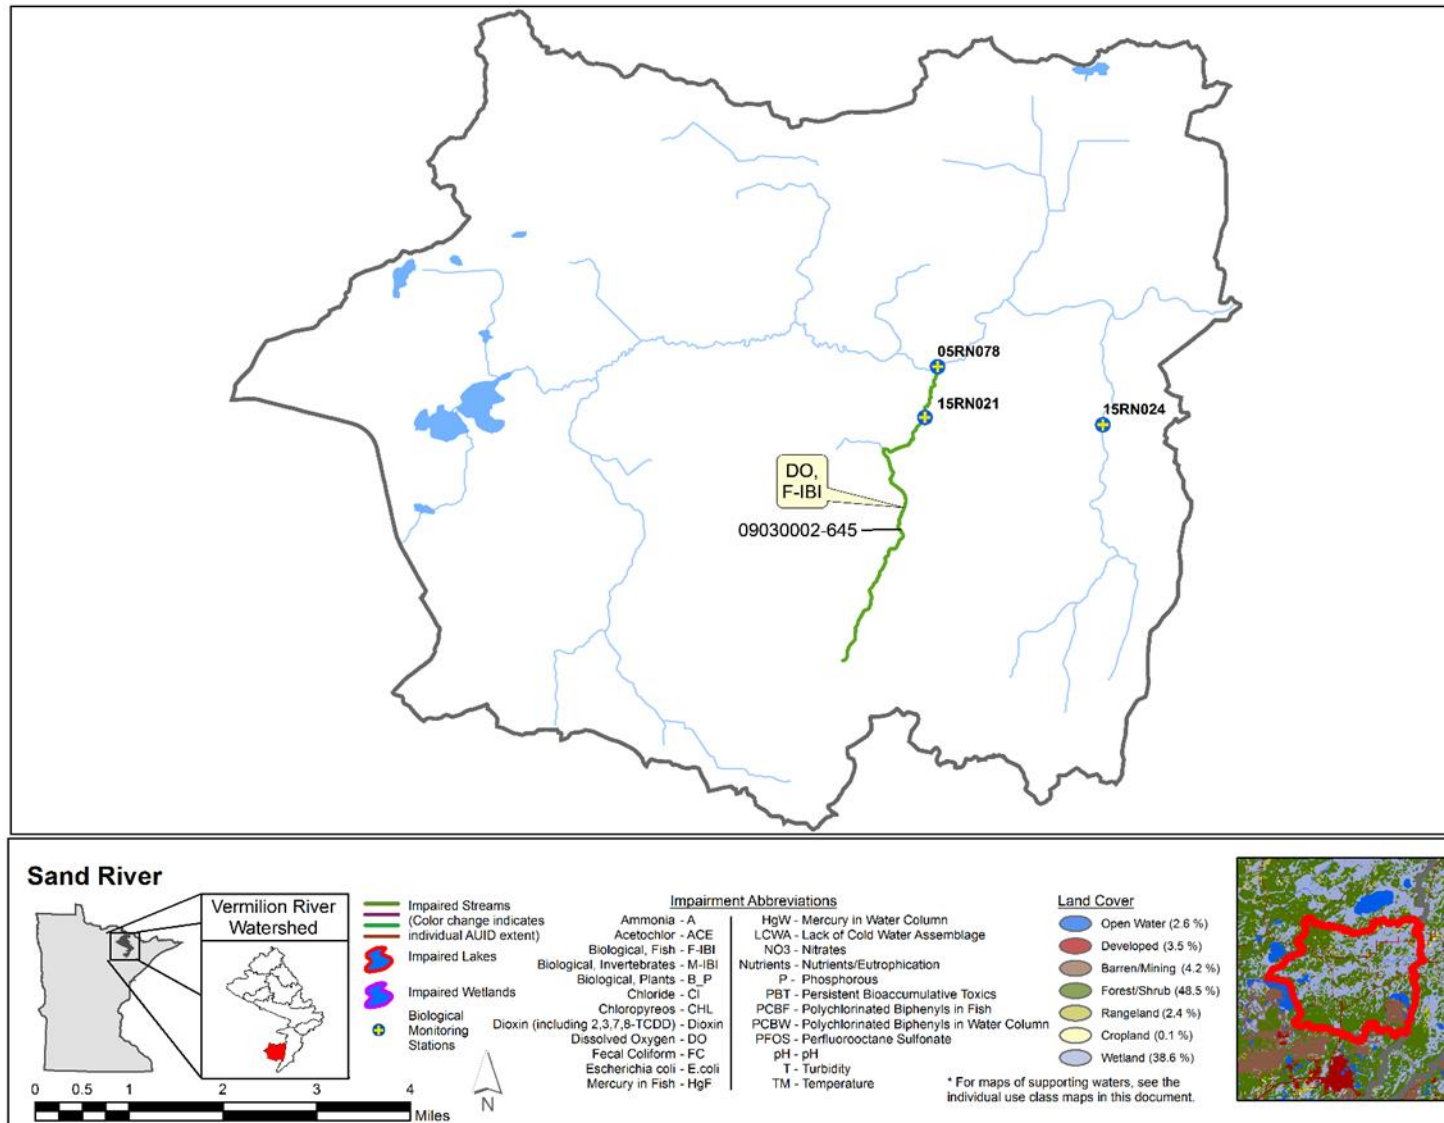 05RN078
15RN021
15RN024
DO,
F-IBI
09030002-645
Sand River
Vermilion River
Watershed
Impaired Streams
(Color change indicates
individual AUID extent)
Impaired Lakes
Impaired Wetlands
Biological
Monitoring
Stations
Impairment Abbreviations
Ammonia - A
Acetochlor - ACE
Biological, Fish - F-IBI
Biological, Invertebrates - M-IBI
Biological, Plants - B_P
Chloride - Cl
Chloropyreos - CHL
Dioxin (including 2,3,7,8-TCDD) - Dioxin
Dissolved Oxygen - DO
Fecal Coliform - FC
Escherichia coli - E.coli
Mercury in Fish - HgF
HgW - Mercury in Water Column
LCWA - Lack of Cold Water Assemblage
NO3 - Nitrates
Nutrients - Nutrients/Eutrophication
P - Phosphorous
PBT - Persistent Bioaccumulative Toxics
PCBF - Polychlorinated Biphenyls in Fish
PCBW - Polychlorinated Biphenyls in Water Column
PFOS - Perfluorooctane Sulfonate
pH - pH
T - Turbidity
TM - Temperature
Land Cover
Open Water (2.6 %)
Developed (3.5 %)
Barren/Mining (4.2 %)
Forest/Shrub (48.5 %)
Rangeland (2.4 %)
Cropland (0.1 %)
Wetland (38.6 %)
* For maps of supporting waters, see the
individual use class maps in this document.
0 0.5 1 2 3 4
Miles
N